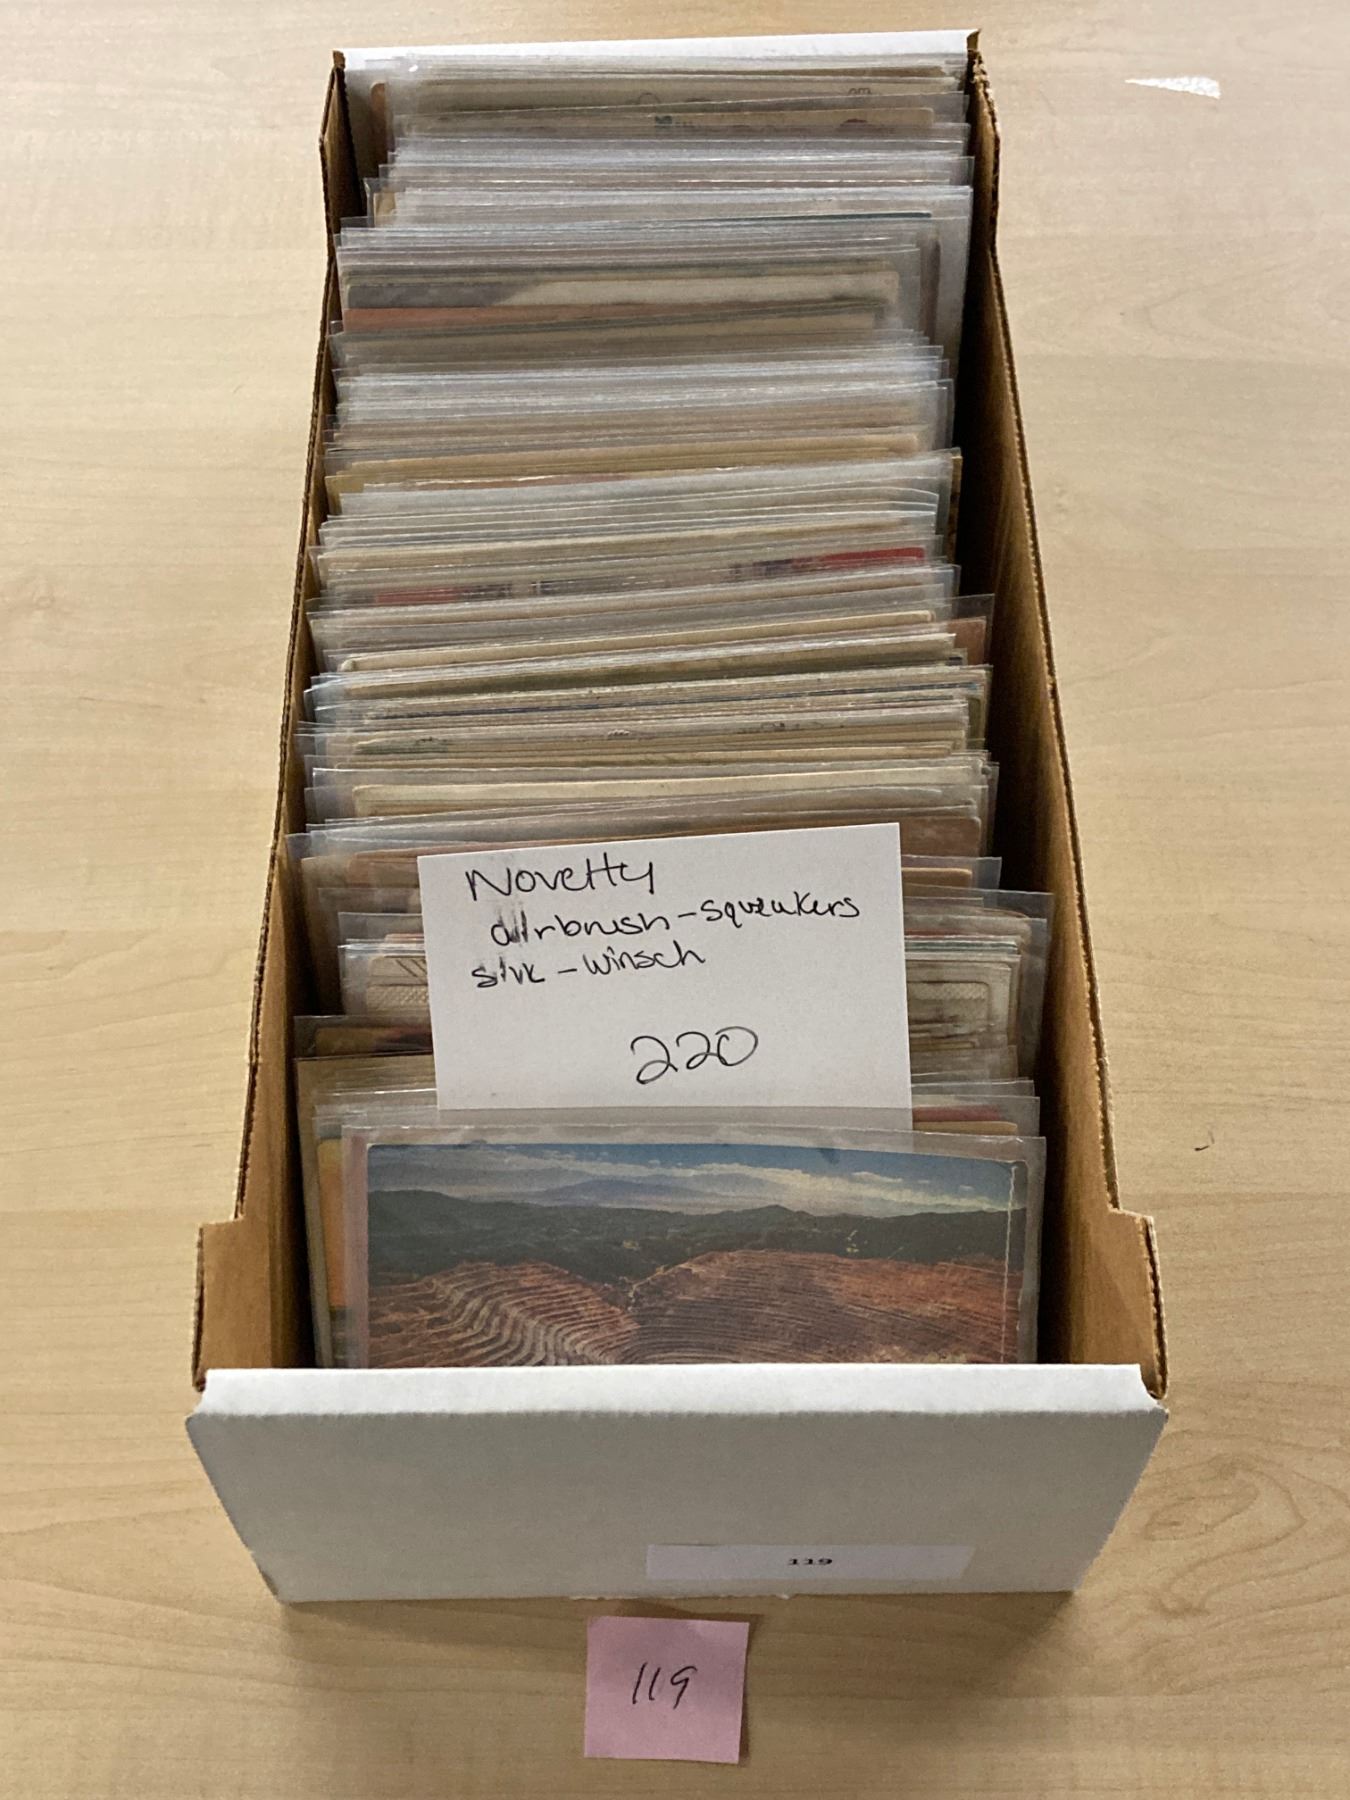 Novelty
airbrush - squeakers
silk - winsch
220
119
119